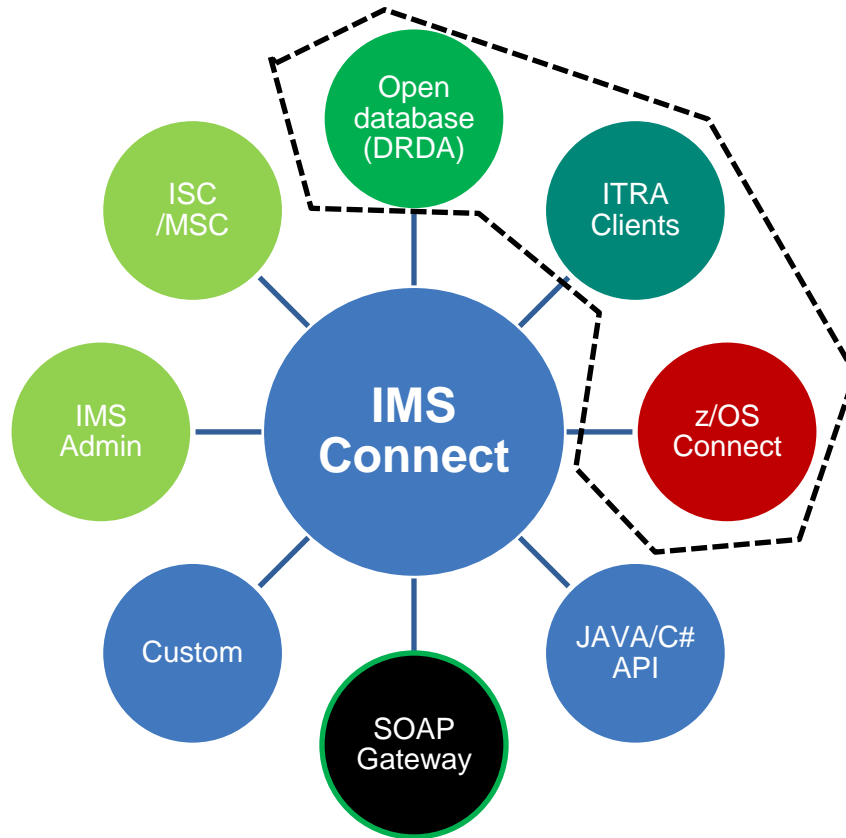 Open
database
(DRDA)
ISC
/MSC
ITRA
Clients
IMS
Connect
IMS
Admin
z/OS
Connect
Custom
JAVA/C#
API
SOAP
Gateway